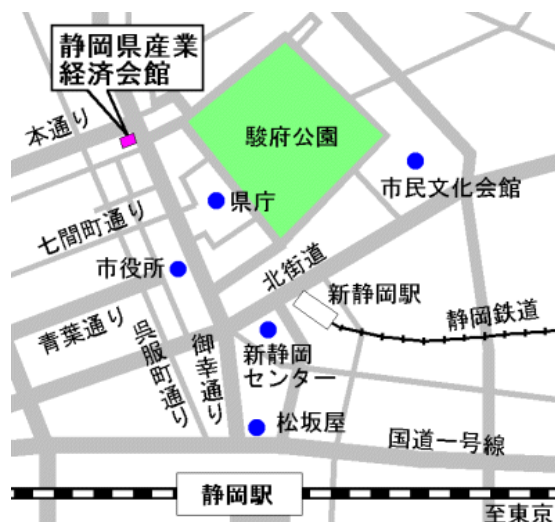 静岡県産業
経済会館
本通り
駿府公園
市民文化会館
県庁
七間町通り
市役所
北街道
新静岡駅
静岡鉄道
青葉通り
呉服町通り
御幸通り
新静岡
センター
松坂屋
国道一号線
静岡駅
至東京